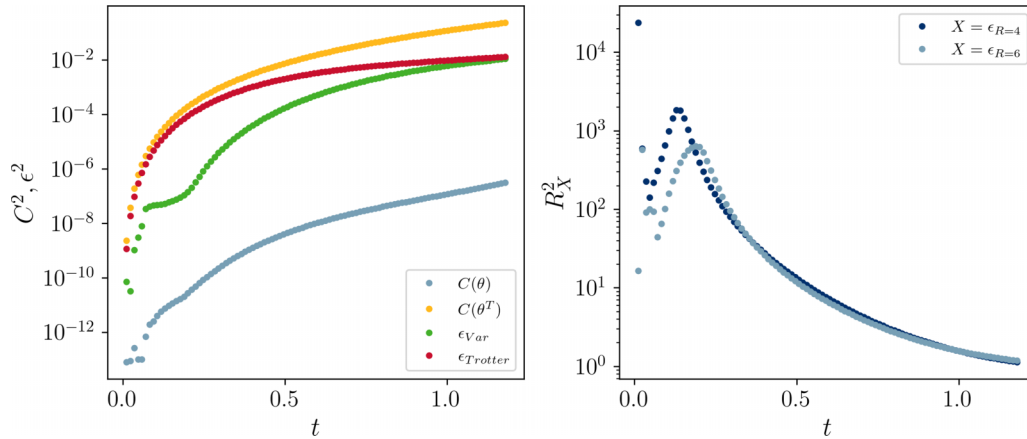 C², ϵ²
10⁻²
10⁻⁴
10⁻⁶
10⁻⁸
10⁻¹⁰
10⁻¹²
0.0 0.5 1.0
t
C(θ)
C(θᵀ)
ϵ_Var
ϵ_Trotter
R²_X
10⁴
10³
10²
10¹
10⁰
0.0 0.5 1.0
t
X = ϵ_R=4
X = ϵ_R=6